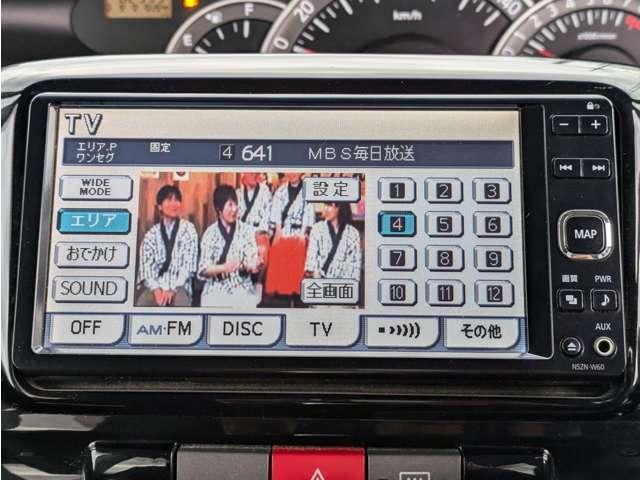 km/h
20
TV
エリア.P 固定 4 641 MBS毎日放送
ワンセグ
WIDE MODE
設定
1 2 3
エリア
4 5 6
MAP
おでかけ
7 8 9
画質 PWR
SOUND
全画面
10 11 12
AUX
OFF AM・FM DISC TV その他
NSZN-W60